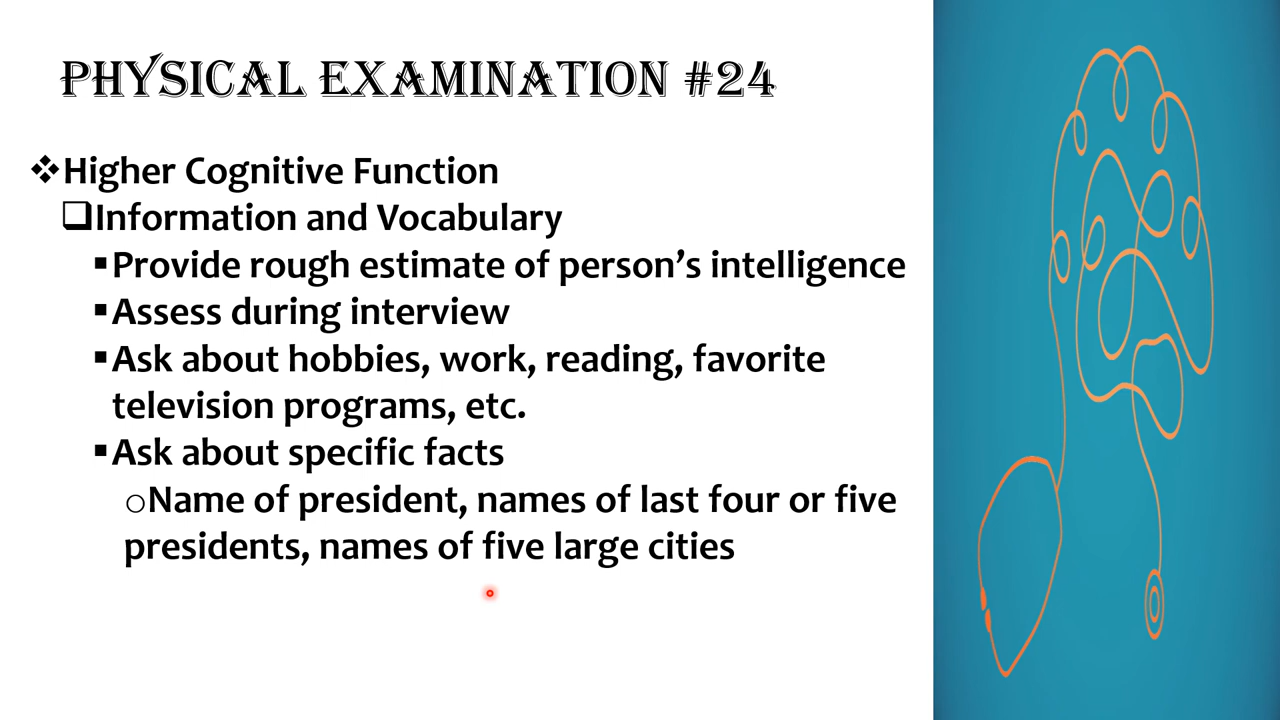 PHYSICAL EXAMINATION #24
❖Higher Cognitive Function
❑Information and Vocabulary
▪Provide rough estimate of person’s intelligence
▪Assess during interview
▪Ask about hobbies, work, reading, favorite
television programs, etc.
▪Ask about specific facts
oName of president, names of last four or five
presidents, names of five large cities